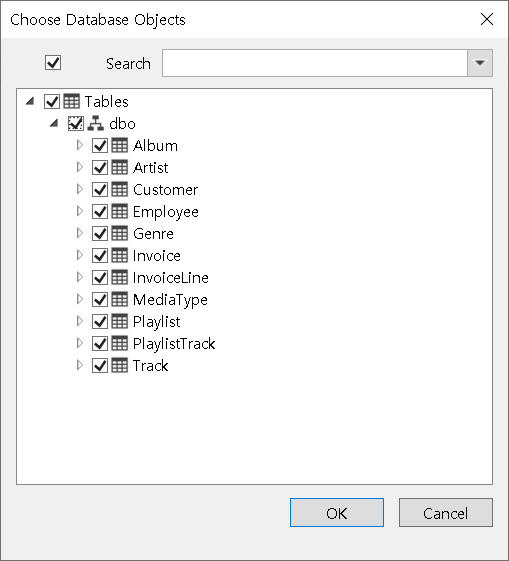 Choose Database Objects
Search
Tables
dbo
Album
Artist
Customer
Employee
Genre
Invoice
InvoiceLine
MediaType
Playlist
PlaylistTrack
Track
OK Cancel